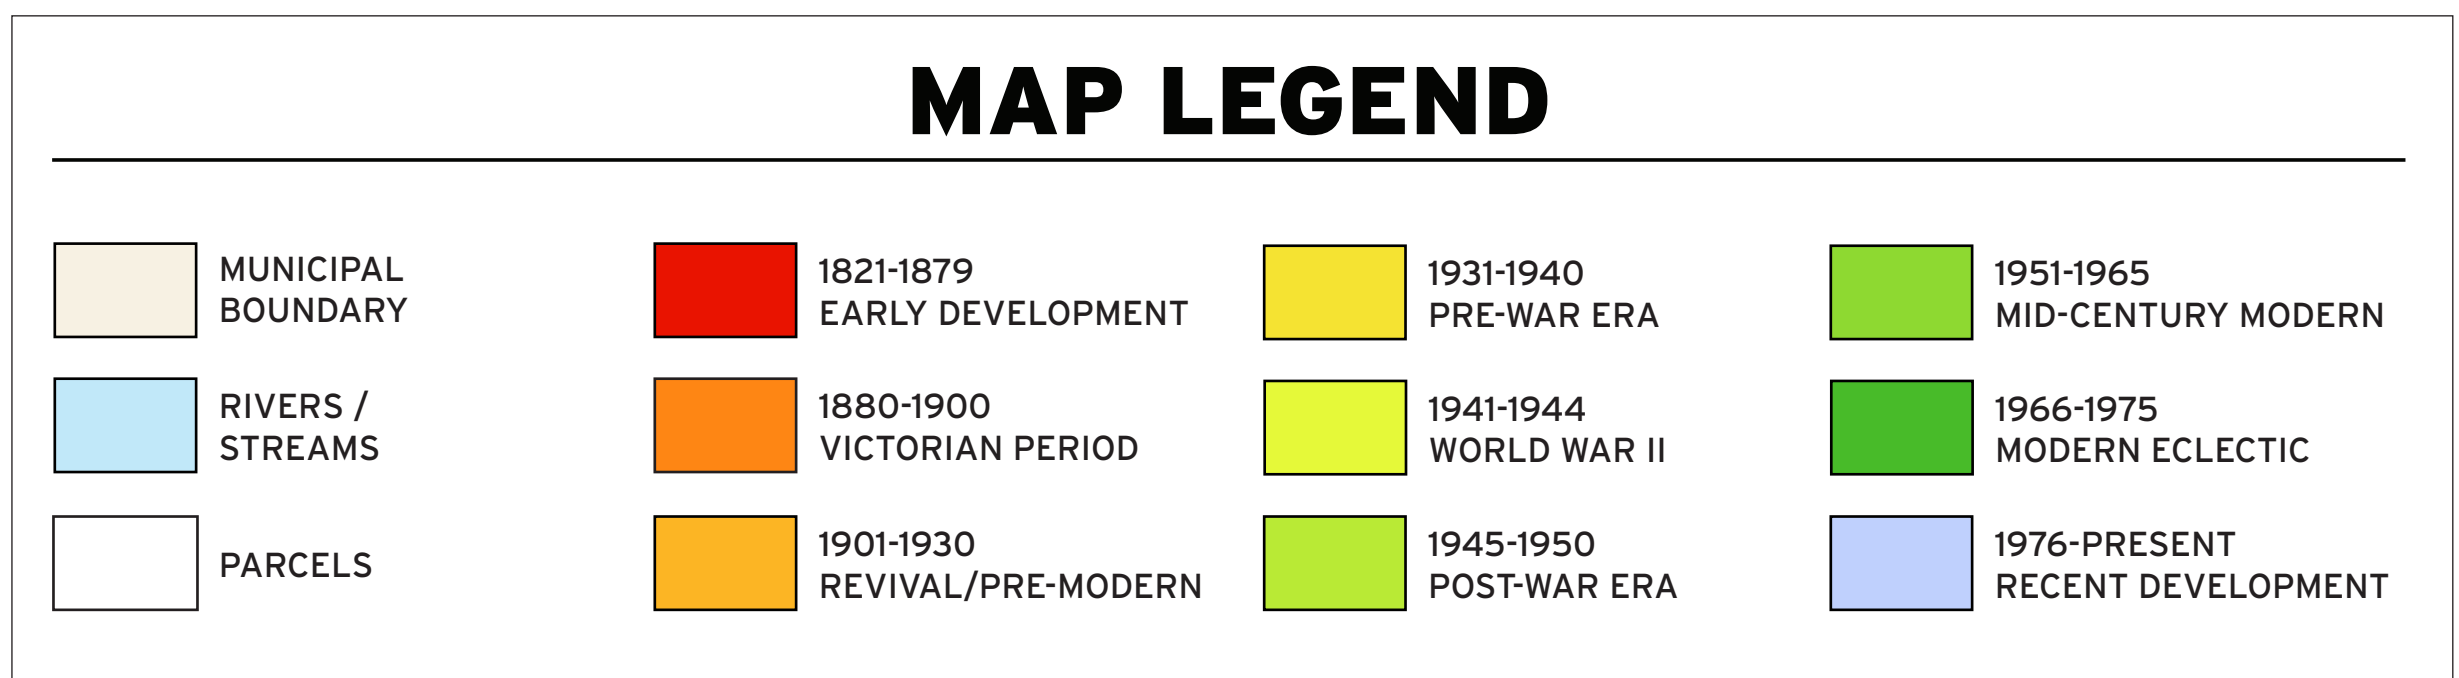 MAP LEGEND
MUNICIPAL
BOUNDARY
RIVERS /
STREAMS
PARCELS
1821-1879
EARLY DEVELOPMENT
1880-1900
VICTORIAN PERIOD
1901-1930
REVIVAL/PRE-MODERN
1931-1940
PRE-WAR ERA
1941-1944
WORLD WAR II
1945-1950
POST-WAR ERA
1951-1965
MID-CENTURY MODERN
1966-1975
MODERN ECLECTIC
1976-PRESENT
RECENT DEVELOPMENT